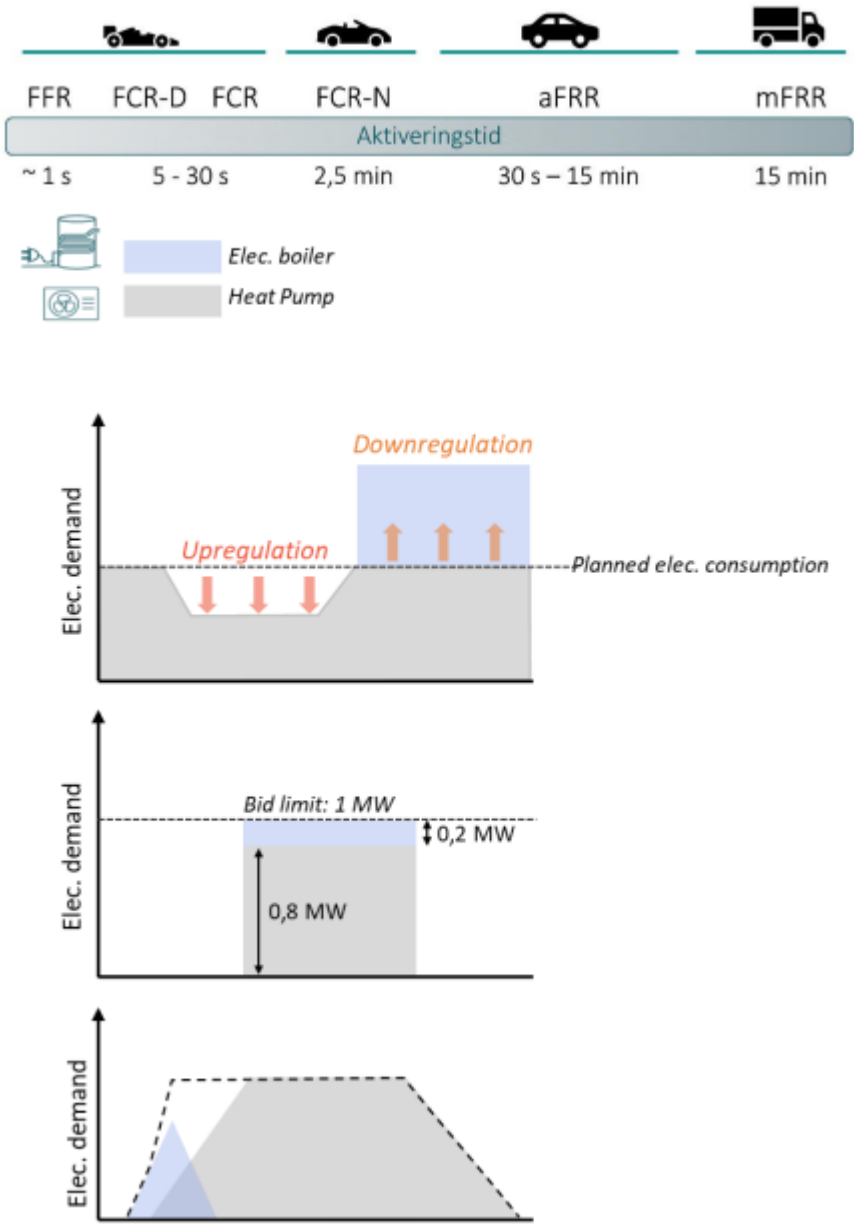 FFR FCR-D FCR FCR-N aFRR mFRR
Aktiveringstid
~ 1 s 5 - 30 s 2,5 min 30 s – 15 min 15 min
Elec. boiler
Heat Pump
Downregulation
Upregulation
Planned elec. consumption
Elec. demand
Bid limit: 1 MW
0,2 MW
0,8 MW
Elec. demand
Elec. demand